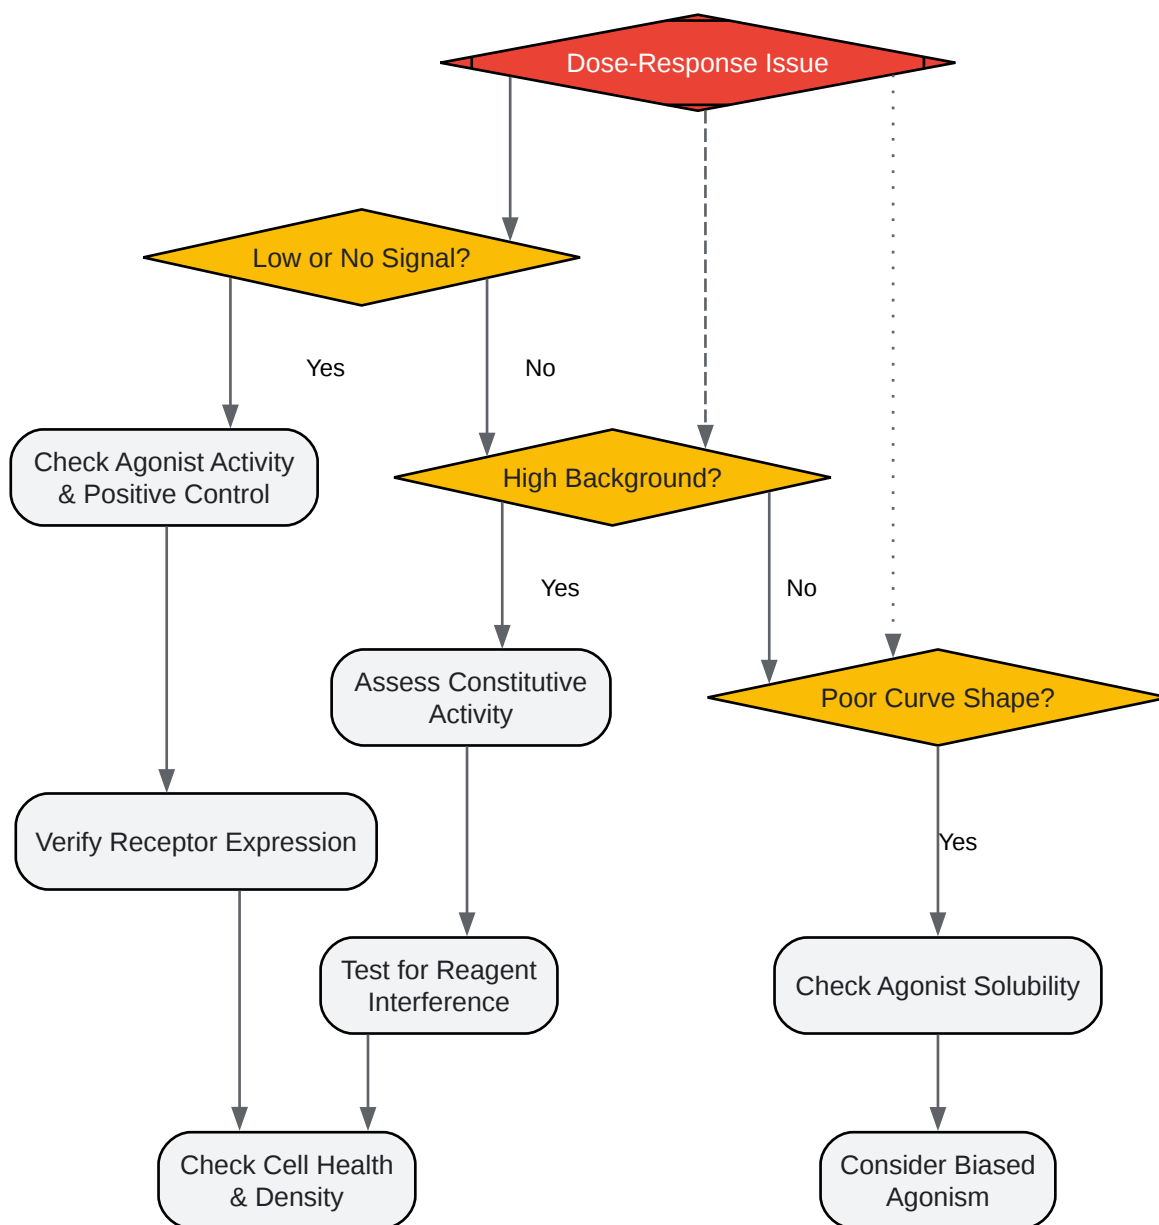 Dose-Response Issue
Low or No Signal?
Yes
No
Check Agonist Activity
& Positive Control
High Background?
Yes
No
Assess Constitutive
Activity
Poor Curve Shape?
Verify Receptor Expression
Yes
Test for Reagent
Interference
Check Agonist Solubility
Check Cell Health
& Density
Consider Biased
Agonism